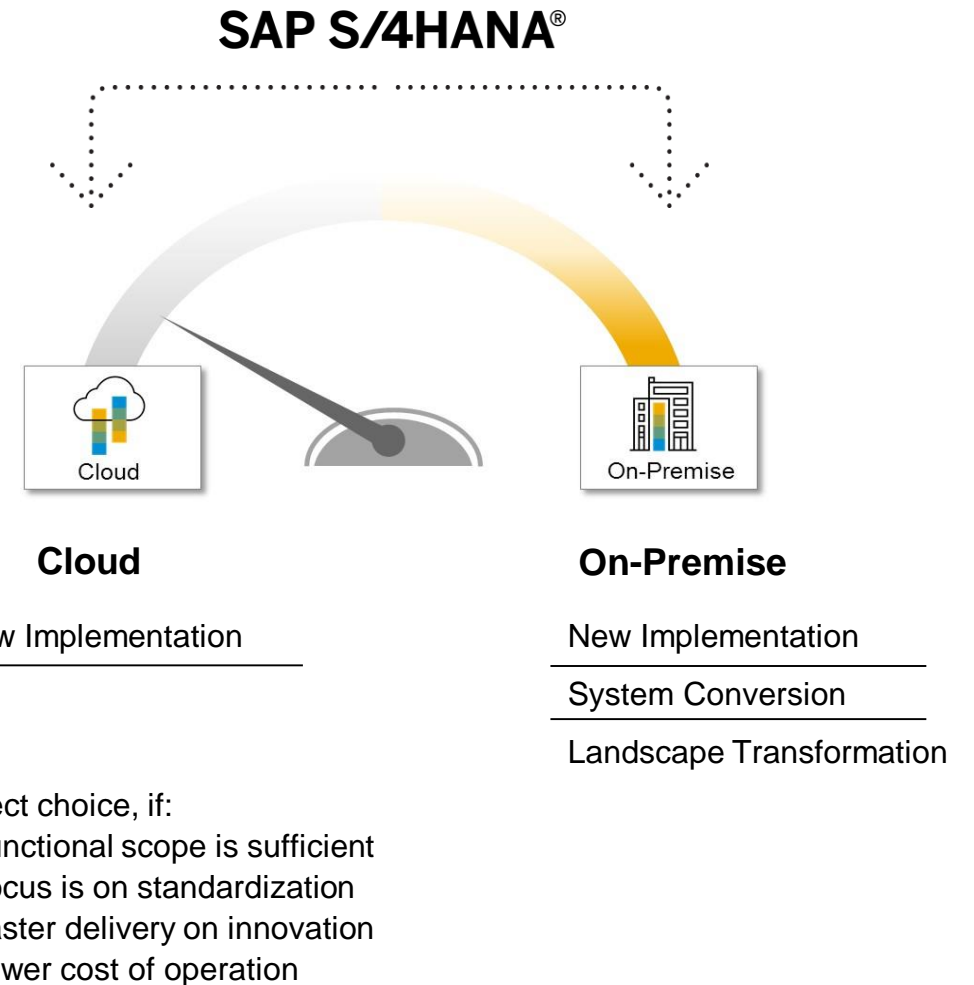 SAP S/4HANA®
Cloud
On-Premise
Cloud
On-Premise
w Implementation
New Implementation
System Conversion
Landscape Transformation
ect choice, if:
unctional scope is sufficient
ocus is on standardization
aster delivery on innovation
wer cost of operation